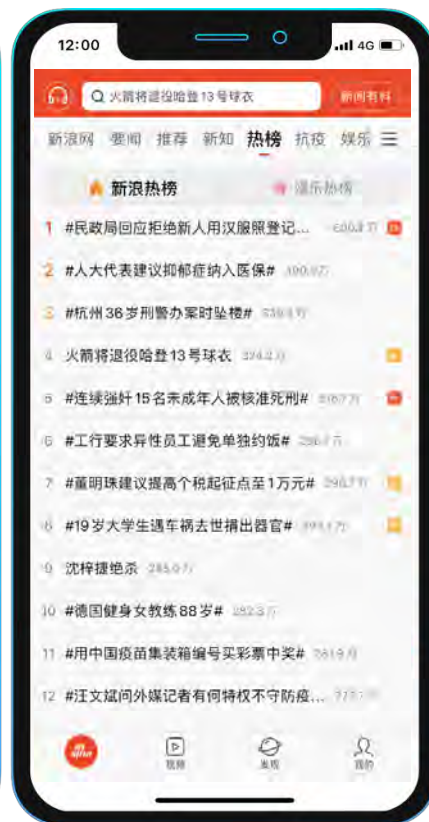 12:00 4G
火箭将退役哈登13号球衣
新浪网 要闻 推荐 新知 热榜 抗疫 娱乐
新浪热榜 娱乐热榜
1 #民政局回应拒绝新人用汉服照登记...
2 #人大代表建议抑郁症纳入医保#
3 #杭州36岁刑警办案时坠楼#
4 火箭将退役哈登13号球衣
5 #连续强奸15名未成年人被核准死刑#
6 #工行要求异性员工避免单独约饭#
7 #董明珠建议提高个税起征点至1万元#
8 #19岁大学生遇车祸去世捐出器官#
9 沈梓捷绝杀
10 #德国健身女教练88岁#
11 #用中国疫苗集装箱编号买彩票中奖#
12 #汪文斌问外媒记者有何特权不守防疫...
视频 发现 我的